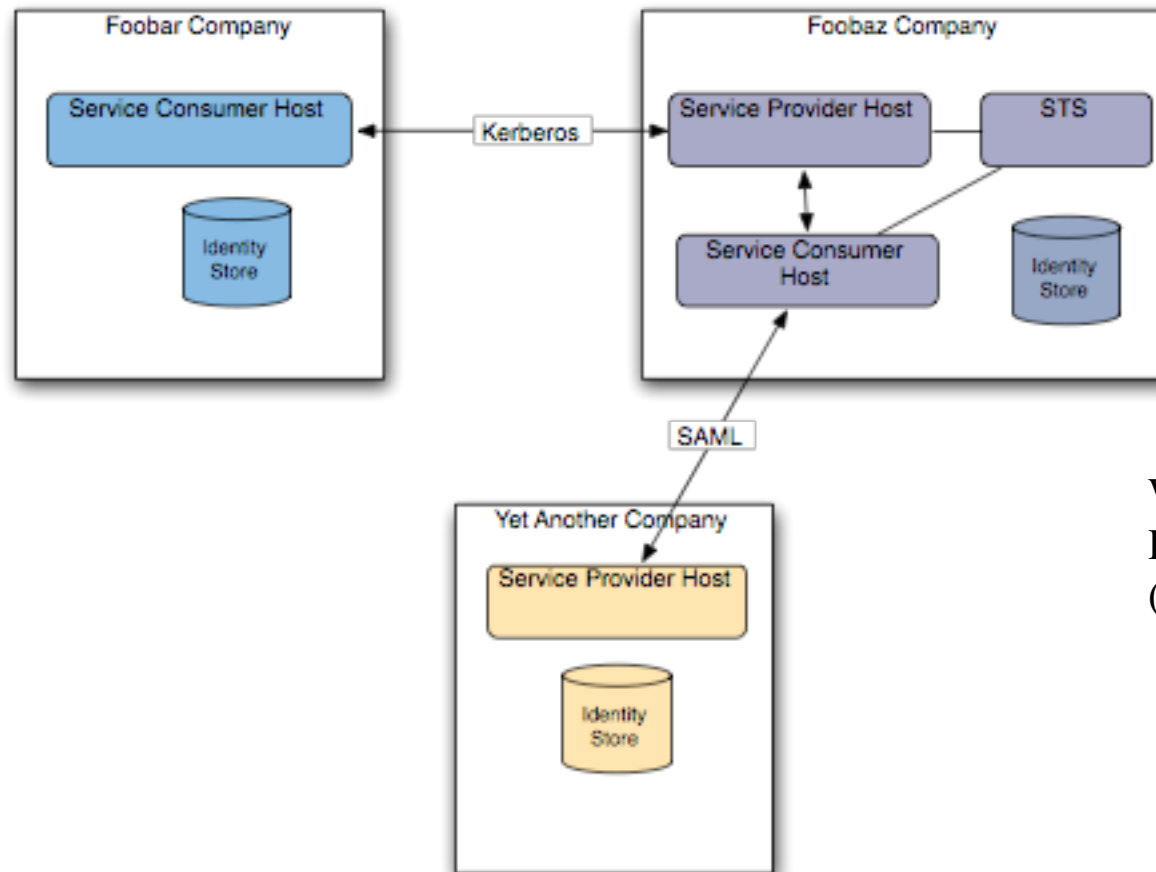 Foobar Company
Service Consumer Host
Identity
Store
Kerberos
Foobaz Company
Service Provider Host
STS
Service Consumer
Host
Identity
Store
SAML
Yet Another Company
Service Provider Host
Identity
Store